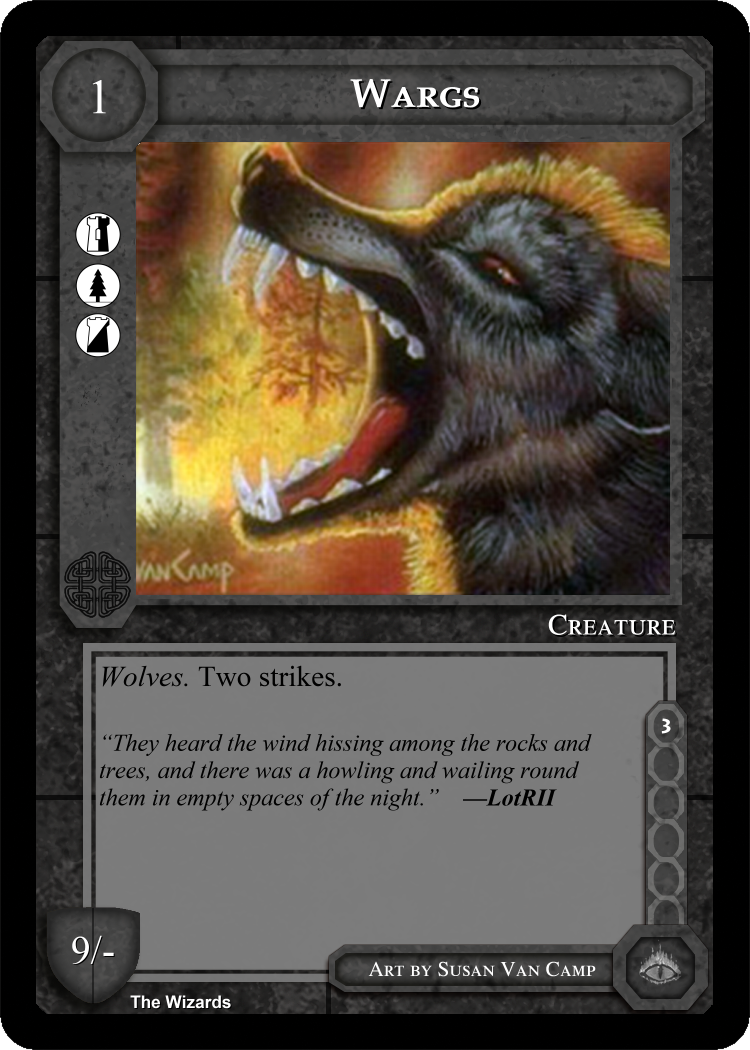 1
Wargs
VanCamp
Creature
Wolves. Two strikes.
“They heard the wind hissing among the rocks and
trees, and there was a howling and wailing round
them in empty spaces of the night.” —LotRII
3
9/-
Art by Susan Van Camp
The Wizards